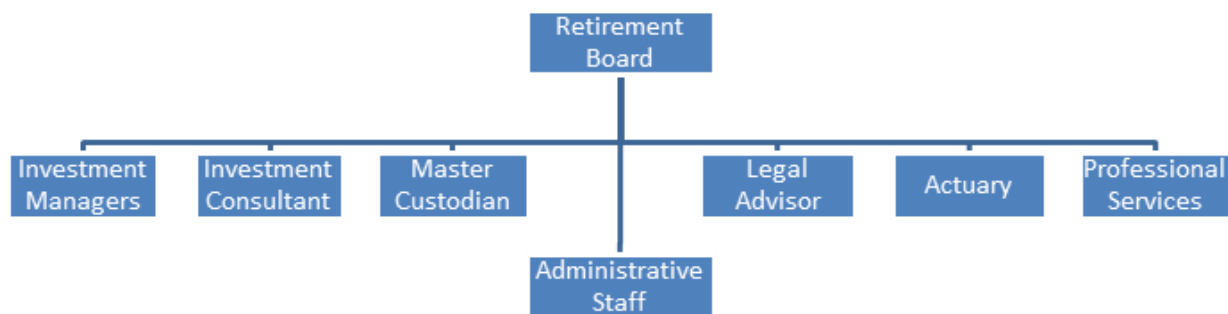 Retirement
Board
Investment
Managers
Investment
Consultant
Master
Custodian
Legal
Advisor
Actuary
Professional
Services
Administrative
Staff